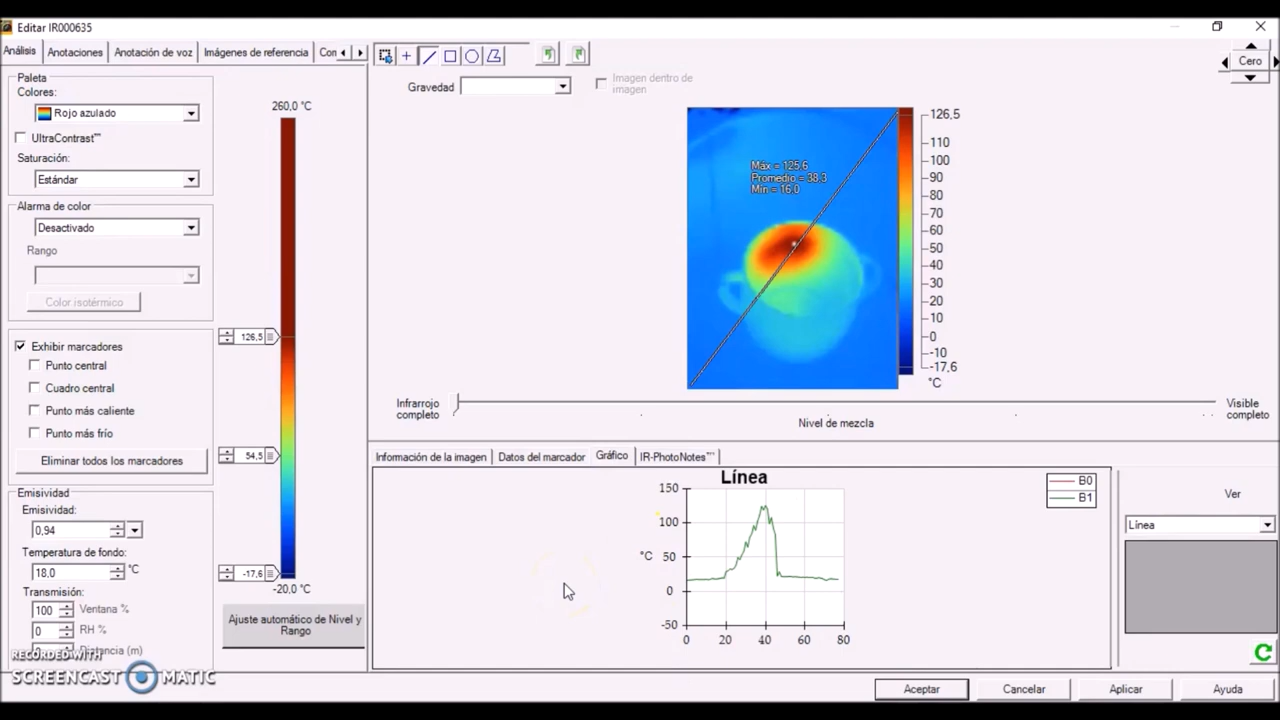 Editar IR000635
Análisis
Anotaciones
Anotación de voz
Imágenes de referencia
Con
Paleta
Colores:
Rojo azulado
UltraContrast™
Saturación:
Estándar
Alarma de color
Desactivado
Rango
Color isotérmico
Exhibir marcadores
Punto central
Cuadro central
Punto más caliente
Punto más frío
Eliminar todos los marcadores
Emisividad
Emisividad:
0,94
Temperatura de fondo:
18,0 °C
Transmisión:
100 Ventana %
0 RH %
Distancia (m)
RECORDED WITH
SCREENCAST MATIC
260,0 °C
126,5
54,5
-17,6
-20,0 °C
Ajuste automático de Nivel y
Rango
Gravedad
Imagen dentro de
imagen
Cero
Máx = 125,6
Promedio = 38,3
Mín = 16,0
126,5
110
100
90
80
70
60
50
40
30
20
10
0
-10
-17,6
°C
Infrarrojo
completo
Nivel de mezcla
Visible
completo
Información de la imagen
Datos del marcador
Gráfico
IR-PhotoNotes™
Línea
150
100
50
0
-50
°C
0 20 40 60 80
B0
B1
Ver
Línea
Aceptar
Cancelar
Aplicar
Ayuda